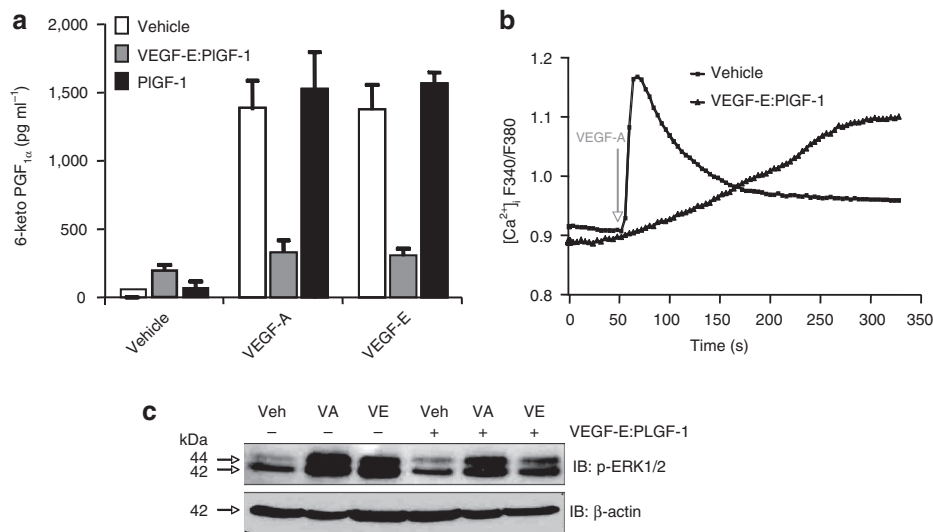 a
6-keto PGF1α (pg ml−1)
2,000
1,500
1,000
500
0
Vehicle
VEGF-E:PlGF-1
PlGF-1
Vehicle
VEGF-A
VEGF-E
b
[Ca2+]i F340/F380
1.2
1.1
1.0
0.9
0.8
Vehicle
VEGF-E:PlGF-1
VEGF-A
0 50 100 150 200 250 300 350
Time (s)
c
Veh VA VE Veh VA VE
− − − + + + VEGF-E:PLGF-1
kDa
44
42
IB: p-ERK1/2
42
IB: β-actin